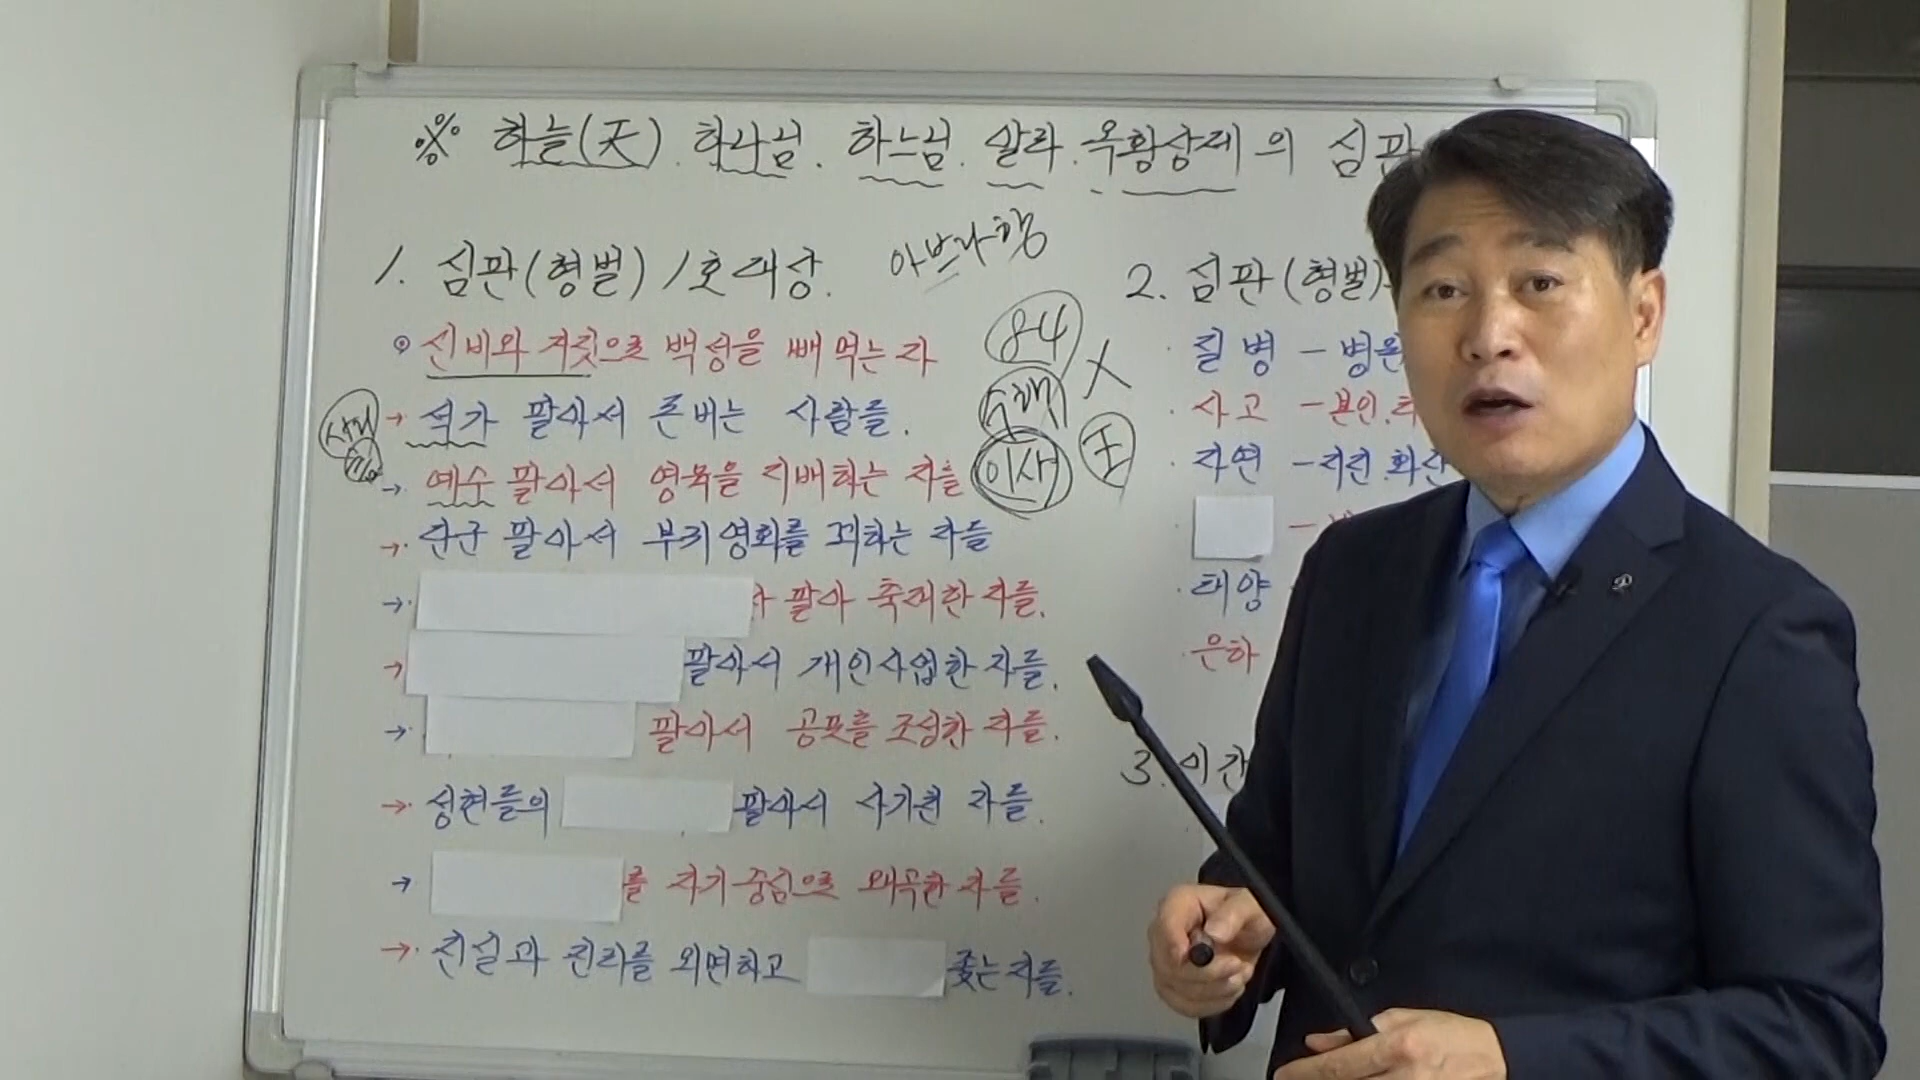 ※ 하늘(天). 하나님. 하느님. 알라. 옥황상제의 심판
1. 심판(형벌) 1호대상.
아브라함
⊙ 신비와 거짓으로 백성을 빼먹는자
84
X
→ 석가 팔아서 돈버는 사람들.
→ 예수 팔아서 영육을 지배하는 자들
이삭
→· 단군 팔아서 부귀영화를 꾀하는 자들
→· 팔아 축재한 자들.
→ 팔아서 개인사업한 자들.
→· 팔아서 공포를 조성한 자들.
→· 성현들의 팔아서 사기친 자들.
→ 를 자기중심으로 왜곡한 자들.
→· 진실과 진리를 외면하고 좇는 자들.
2. 심판(형벌)
· 질병 –
· 사고 – 본인.
· 자연 – 지진. 화산
· 태양
· 은하
3.